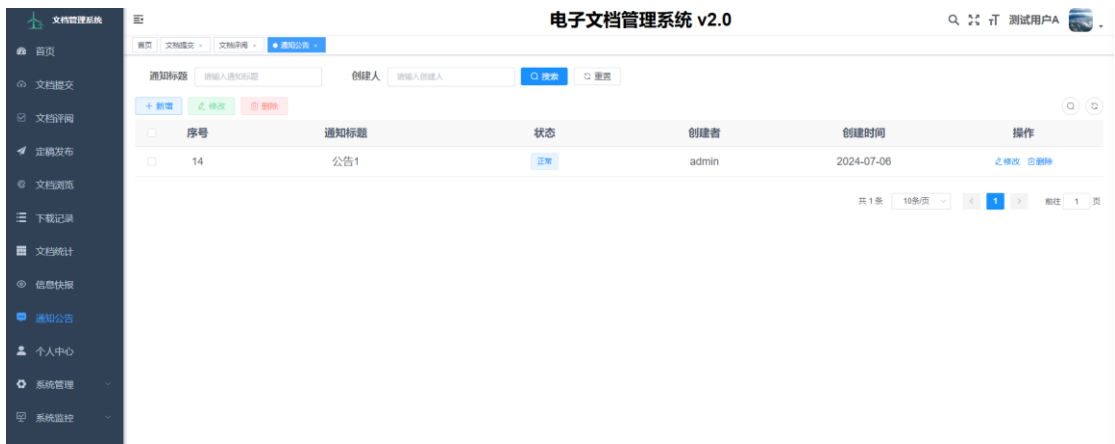 文档管理系统
电子文档管理系统 v2.0
测试用户A
首页 文档提交 × 文档评阅 × 通知公告 ×
首页
文档提交
文档评阅
定稿发布
文档浏览
下载记录
文档统计
信息快报
通知公告
个人中心
系统管理
系统监控
通知标题 请输入通知标题 创建人 请输入创建人 搜索 重置
+ 新增 修改 删除
序号 通知标题 状态 创建者 创建时间 操作
14 公告1 正常 admin 2024-07-06 修改 删除
共 1 条 10条/页 < 1 > 前往 1 页